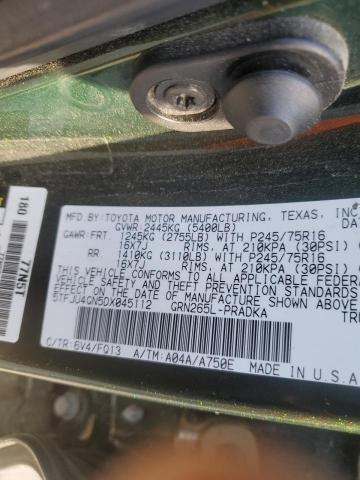 MFD.BY:TOYOTA MOTOR MANUFACTURING, TEXAS, INC.
DA
GVWR:2445KG (5400LB)
GAWR:FRT. 1245KG (2755LB) WITH P245/75R16
16X7J RIMS, AT 210KPA (30PSI)
RR. 1410KG (3110LB) WITH P245/75R16
16X7J RIMS, AT 210KPA (30PSI)
THIS VEHICLE CONFORMS TO ALL APPLICABLE FEDERAL
VEHICLE SAFETY AND THEFT PREVENTION STANDARDS
EFFECT ON THE DATE OF MANUFACTURE SHOWN ABOVE
5TFJU4GN5DX045112 GRN265L-PRADKA
C/TR:6V4/FQ13 A/TM:A04A/A750E MADE IN U.S.A
180 77N5T